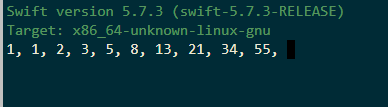 Swift version 5.7.3 (swift-5.7.3-RELEASE)
Target: x86_64-unknown-linux-gnu
1, 1, 2, 3, 5, 8, 13, 21, 34, 55,